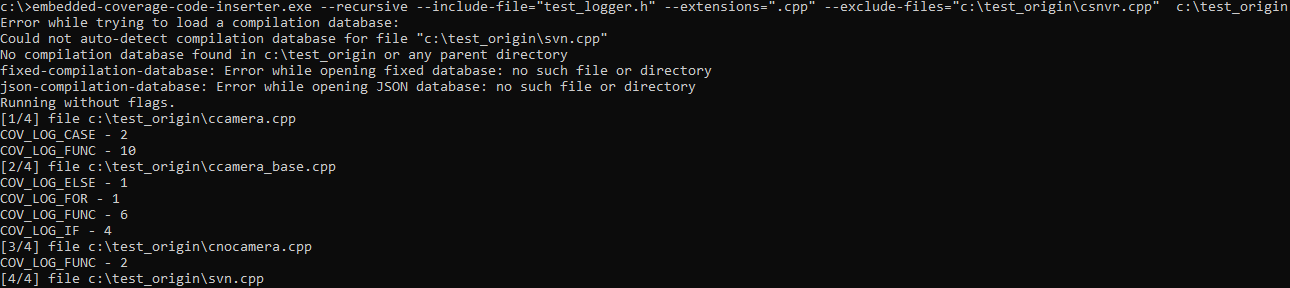 c:\>embedded-coverage-code-inserter.exe --recursive --include-file="test_logger.h" --extensions=".cpp" --exclude-files="c:\test_origin\csnvr.cpp"  c:\test_origin
Error while trying to load a compilation database:
Could not auto-detect compilation database for file "c:\test_origin\svn.cpp"
No compilation database found in c:\test_origin or any parent directory
fixed-compilation-database: Error while opening fixed database: no such file or directory
json-compilation-database: Error while opening JSON database: no such file or directory
Running without flags.
[1/4] file c:\test_origin\ccamera.cpp
COV_LOG_CASE - 2
COV_LOG_FUNC - 10
[2/4] file c:\test_origin\ccamera_base.cpp
COV_LOG_ELSE - 1
COV_LOG_FOR - 1
COV_LOG_FUNC - 6
COV_LOG_IF - 4
[3/4] file c:\test_origin\cnocamera.cpp
COV_LOG_FUNC - 2
[4/4] file c:\test_origin\svn.cpp